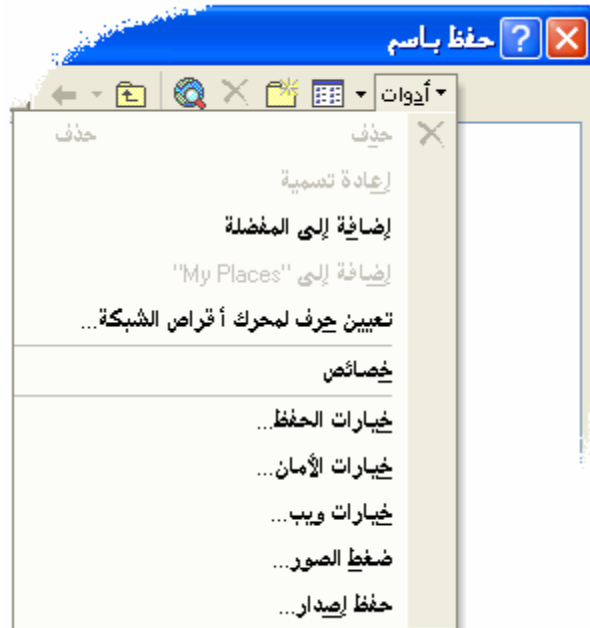 حفظ باسم
أدوات
حذف حذف
إعادة تسمية
إضافة إلى المفضلة
إضافة إلى "My Places"
تعيين حرف لمحرك أقراص الشبكة...
خصائص
خيارات الحفظ...
خيارات الأمان...
خيارات ويب...
ضغط الصور...
حفظ إصدار...